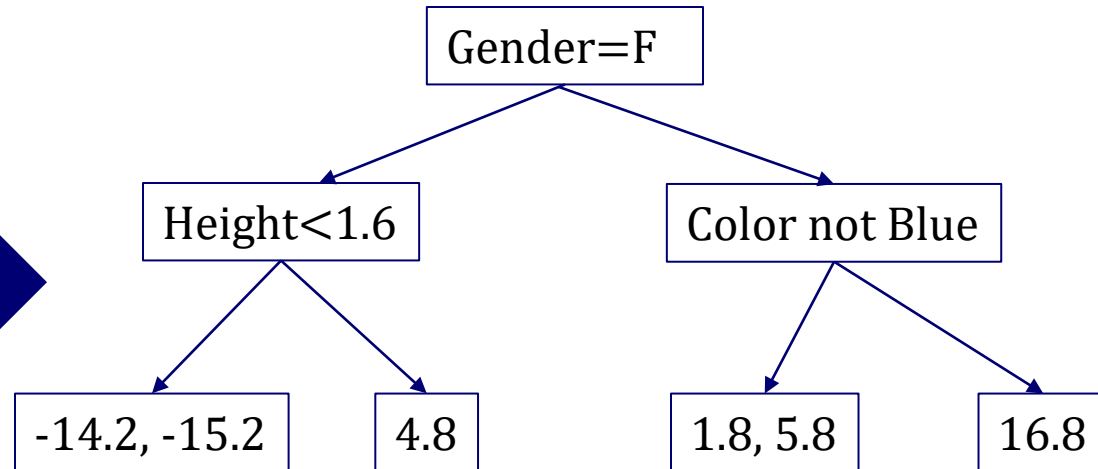 Gender=F
Height<1.6
Color not Blue
-14.2, -15.2
4.8
1.8, 5.8
16.8